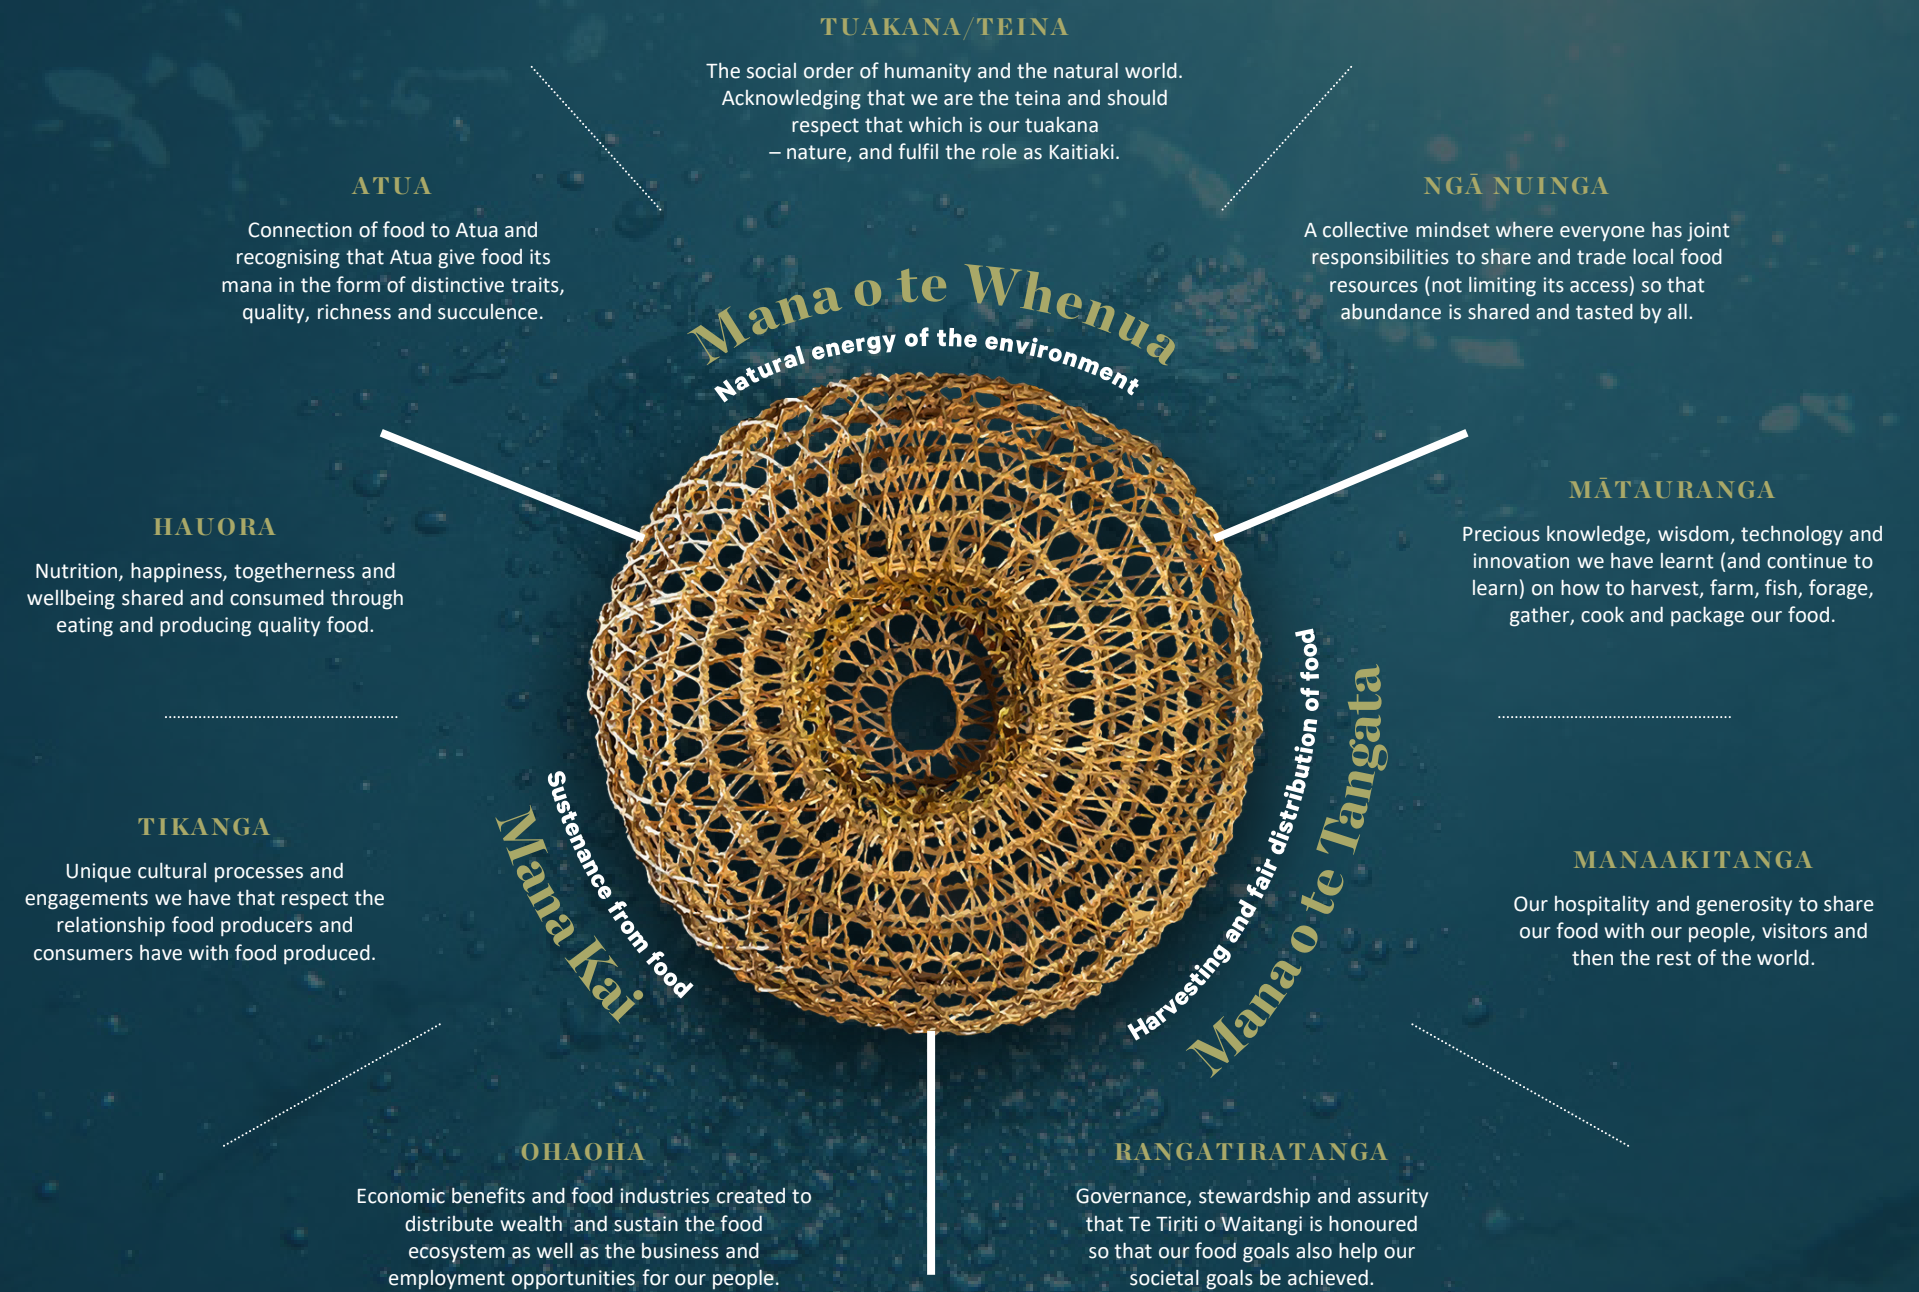 TUAKANA/TEINA
The social order of humanity and the natural world.
Acknowledging that we are the teina and should
respect that which is our tuakana
– nature, and fulfil the role as Kaitiaki.
ATUA
Connection of food to Atua and
recognising that Atua give food its
mana in the form of distinctive traits,
quality, richness and succulence.
NGĀ NUINGA
A collective mindset where everyone has joint
responsibilities to share and trade local food
resources (not limiting its access) so that
abundance is shared and tasted by all.
Mana o te Whenua
Natural energy of the environment
HAUORA
Nutrition, happiness, togetherness and
wellbeing shared and consumed through
eating and producing quality food.
MĀTAURANGA
Precious knowledge, wisdom, technology and
innovation we have learnt (and continue to
learn) on how to harvest, farm, fish, forage,
gather, cook and package our food.
Harvesting and fair distribution of food
Mana o te Tangata
Sustenance from food
Mana Kai
TIKANGA
Unique cultural processes and
engagements we have that respect the
relationship food producers and
consumers have with food produced.
MANAAKITANGA
Our hospitality and generosity to share
our food with our people, visitors and
then the rest of the world.
OHAOHA
Economic benefits and food industries created to
distribute wealth and sustain the food
ecosystem as well as the business and
employment opportunities for our people.
RANGATIRATANGA
Governance, stewardship and assurity
that Te Tiriti o Waitangi is honoured
so that our food goals also help our
societal goals be achieved.